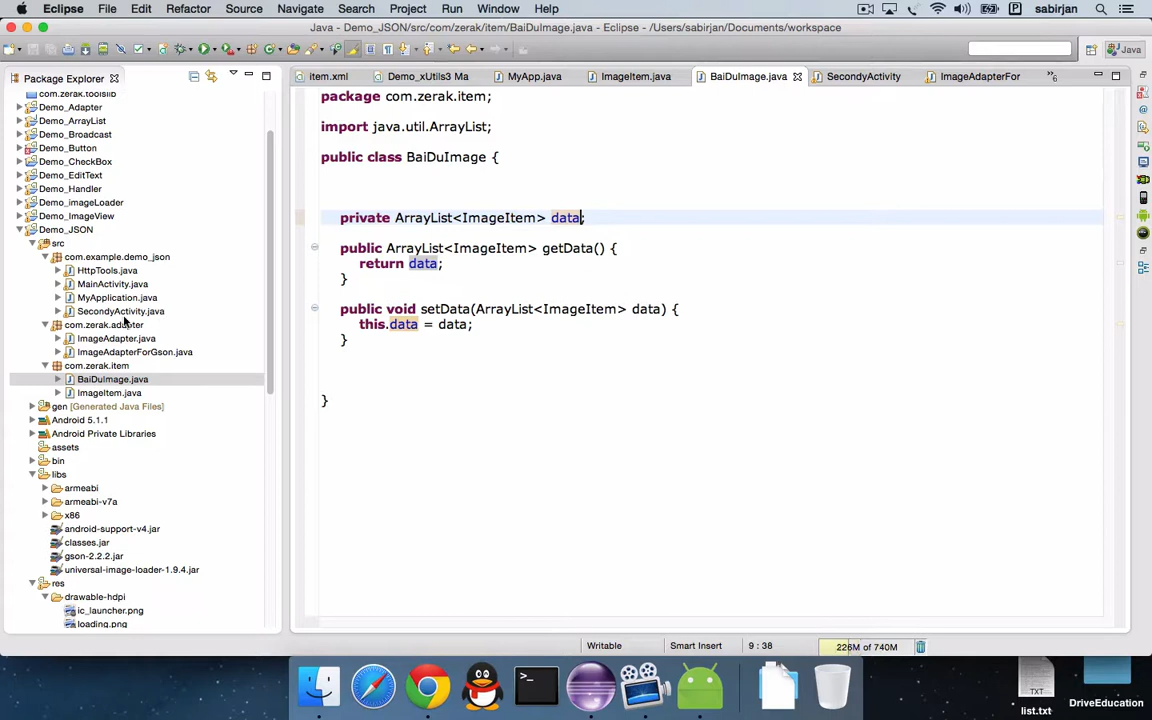 Eclipse File Edit Refactor Source Navigate Search Project Run Window Help sabirjan
Java - Demo_JSON/src/com/zerak/item/BaiDuImage.java - Eclipse - /Users/sabirjan/Documents/workspace
Java
Package Explorer
item.xml Demo_xUtils3 Ma MyApp.java ImageItem.java BaiDuImage.java SecondyActivity ImageAdapterFor »6
com.zerak.toolslib
Demo_Adapter
Demo_ArrayList
Demo_Broadcast
Demo_Button
Demo_CheckBox
Demo_EditText
Demo_Handler
Demo_imageLoader
Demo_ImageView
Demo_JSON
src
com.example.demo_json
HttpTools.java
MainActivity.java
MyApplication.java
SecondyActivity.java
com.zerak.adapter
ImageAdapter.java
ImageAdapterForGson.java
com.zerak.item
BaiDuImage.java
ImageItem.java
gen [Generated Java Files]
Android 5.1.1
Android Private Libraries
assets
bin
libs
armeabi
armeabi-v7a
x86
android-support-v4.jar
classes.jar
gson-2.2.2.jar
universal-image-loader-1.9.4.jar
res
drawable-hdpi
ic_launcher.png
loading.png
package com.zerak.item;
import java.util.ArrayList;
public class BaiDuImage {
private ArrayList<ImageItem> data;
public ArrayList<ImageItem> getData() {
return data;
}
public void setData(ArrayList<ImageItem> data) {
this.data = data;
}
}
Writable Smart Insert 9 : 38 226M of 740M
TXT
list.txt
DriveEducation